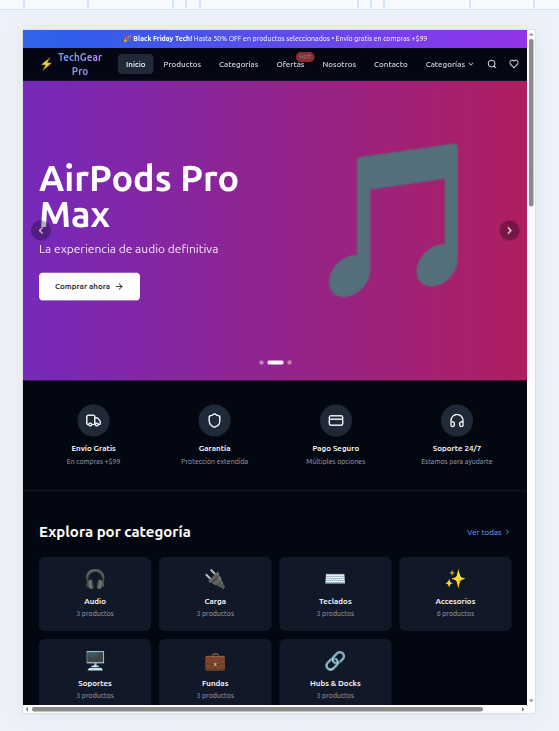 🎉 Black Friday Tech! Hasta 50% OFF en productos seleccionados • Envío gratis en compras +$99
⚡ TechGear Pro
Inicio Productos Categorías Ofertas HOT Nosotros Contacto Categorías
AirPods Pro
Max
La experiencia de audio definitiva
Comprar ahora →
Envío Gratis Garantía Pago Seguro Soporte 24/7
En compras +$99 Protección extendida Múltiples opciones Estamos para ayudarte
Explora por categoría Ver todas
Audio Carga Teclados Accesorios
3 productos 3 productos 3 productos 6 productos
Soportes Fundas Hubs & Docks
3 productos 3 productos 3 productos